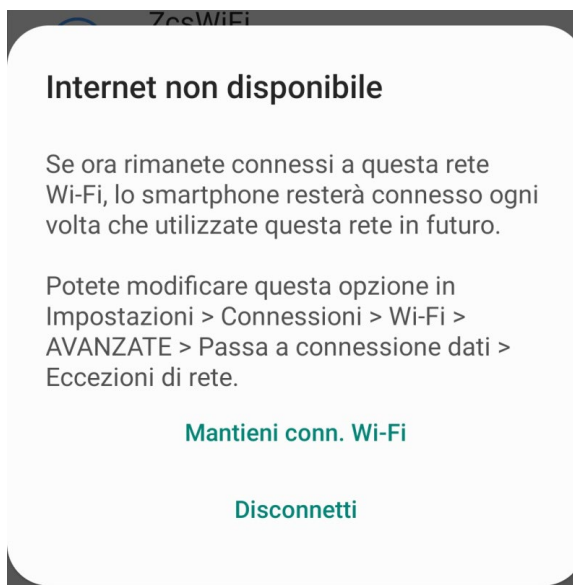 ZcsWiFi
Internet non disponibile
Se ora rimanete connessi a questa rete
Wi-Fi, lo smartphone resterà connesso ogni
volta che utilizzate questa rete in futuro.
Potete modificare questa opzione in
Impostazioni > Connessioni > Wi-Fi >
AVANZATE > Passa a connessione dati >
Eccezioni di rete.
Mantieni conn. Wi-Fi
Disconnetti